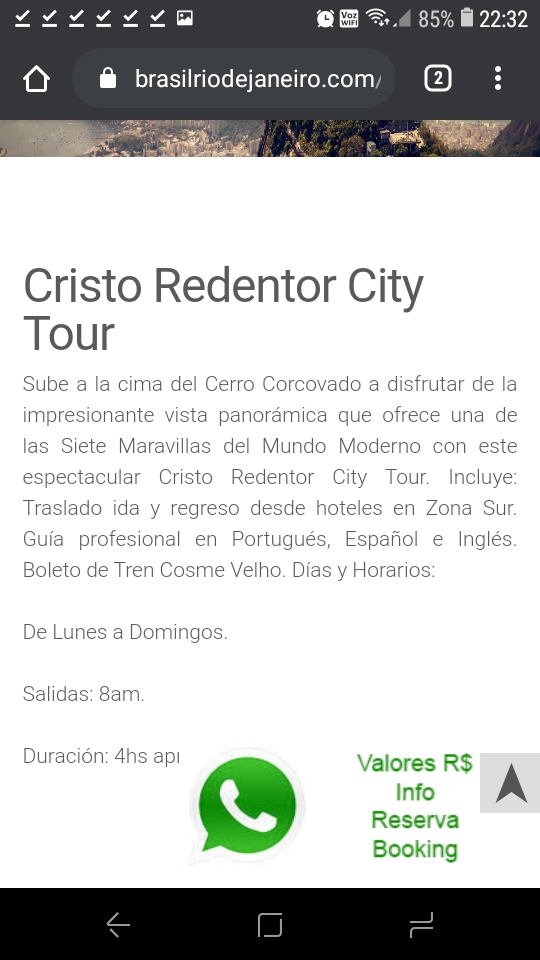 Voz
WiFi
85%
22:32
brasilriodejaneiro.com/
2
Cristo Redentor City
Tour
Sube a la cima del Cerro Corcovado a disfrutar de la
impresionante vista panorámica que ofrece una de
las Siete Maravillas del Mundo Moderno con este
espectacular Cristo Redentor City Tour. Incluye:
Traslado ida y regreso desde hoteles en Zona Sur.
Guía profesional en Portugués, Español e Inglés.
Boleto de Tren Cosme Velho. Días y Horarios:
De Lunes a Domingos.
Salidas: 8am.
Duración: 4hs
Valores R$
Info
Reserva
Booking